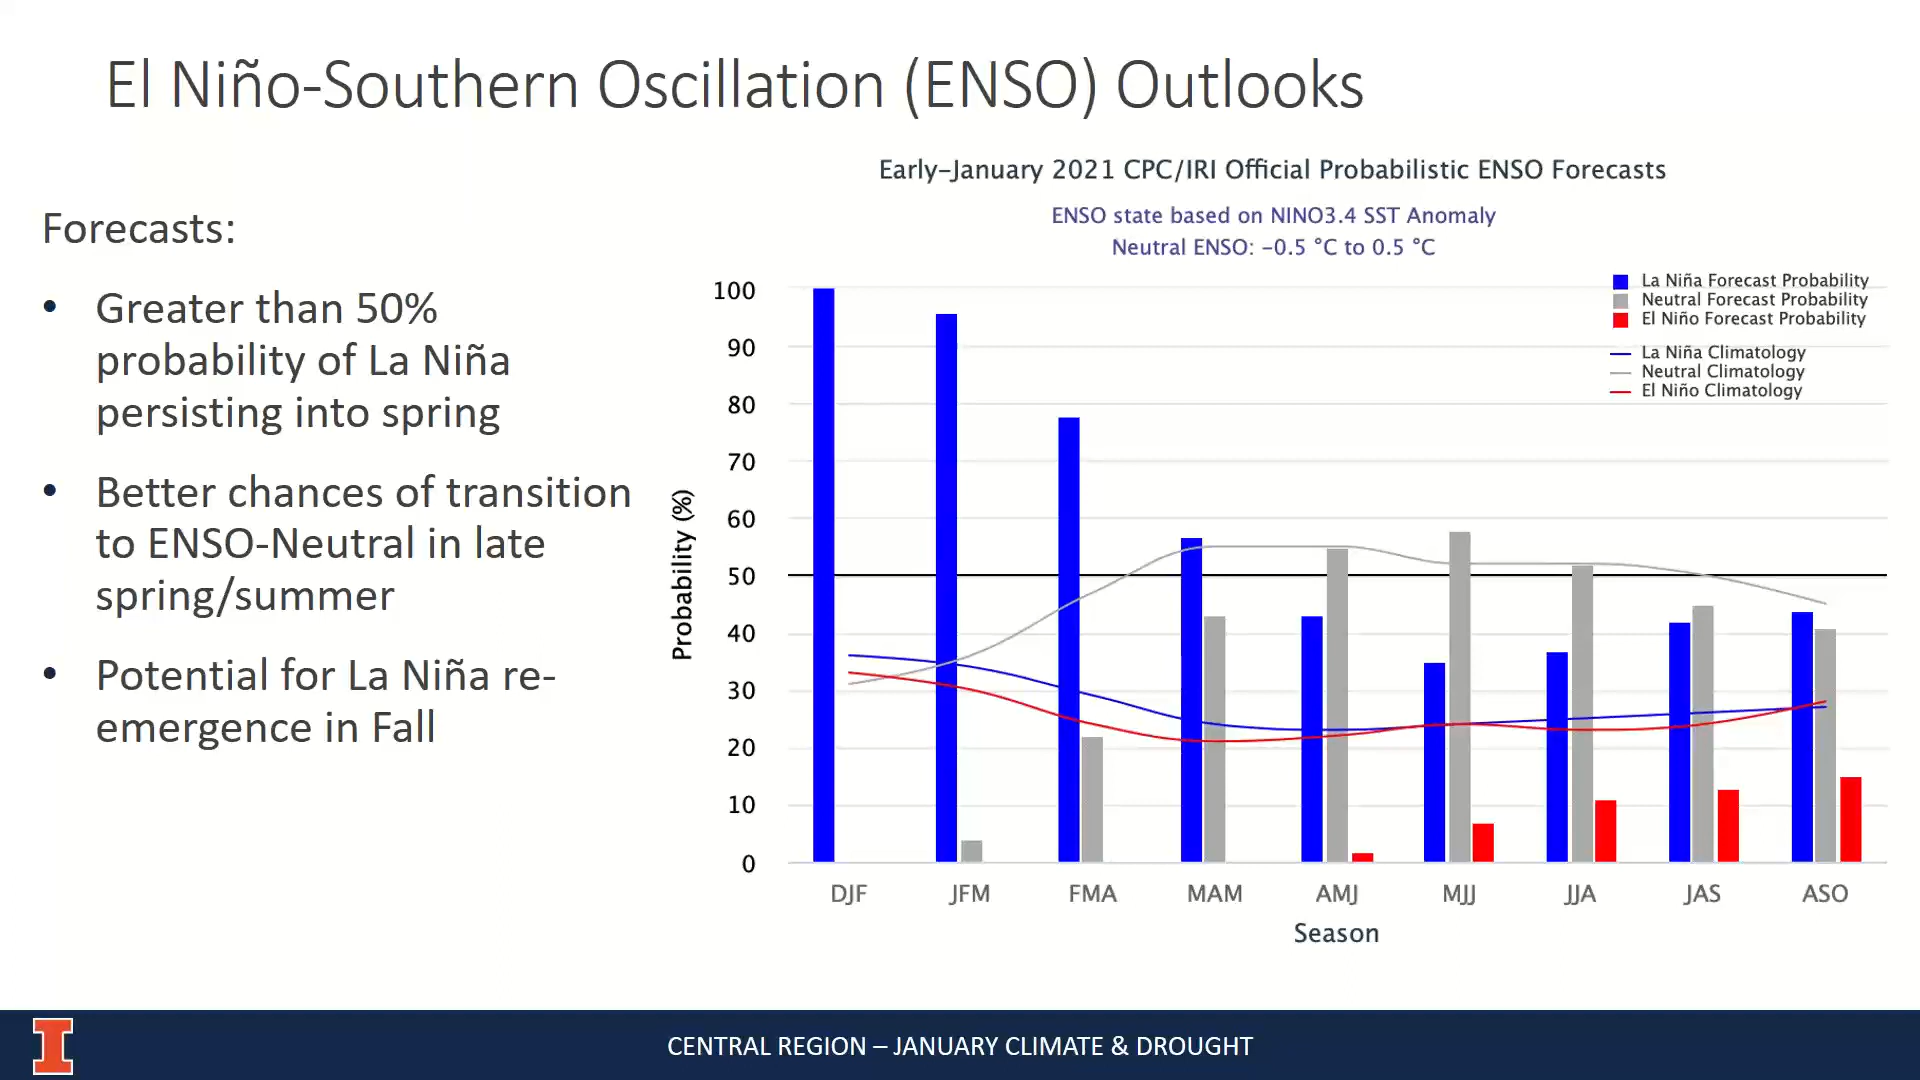 El Niño-Southern Oscillation (ENSO) Outlooks
Forecasts:
• Greater than 50%
probability of La Niña
persisting into spring
• Better chances of transition
to ENSO-Neutral in late
spring/summer
• Potential for La Niña re-
emergence in Fall
Early-January 2021 CPC/IRI Official Probabilistic ENSO Forecasts
ENSO state based on NINO3.4 SST Anomaly
Neutral ENSO: -0.5 °C to 0.5 °C
La Niña Forecast Probability
Neutral Forecast Probability
El Niño Forecast Probability
La Niña Climatology
Neutral Climatology
El Niño Climatology
Probability (%)
100
90
80
70
60
50
40
30
20
10
0
DJF JFM FMA MAM AMJ MJJ JJA JAS ASO
Season
I
CENTRAL REGION – JANUARY CLIMATE & DROUGHT